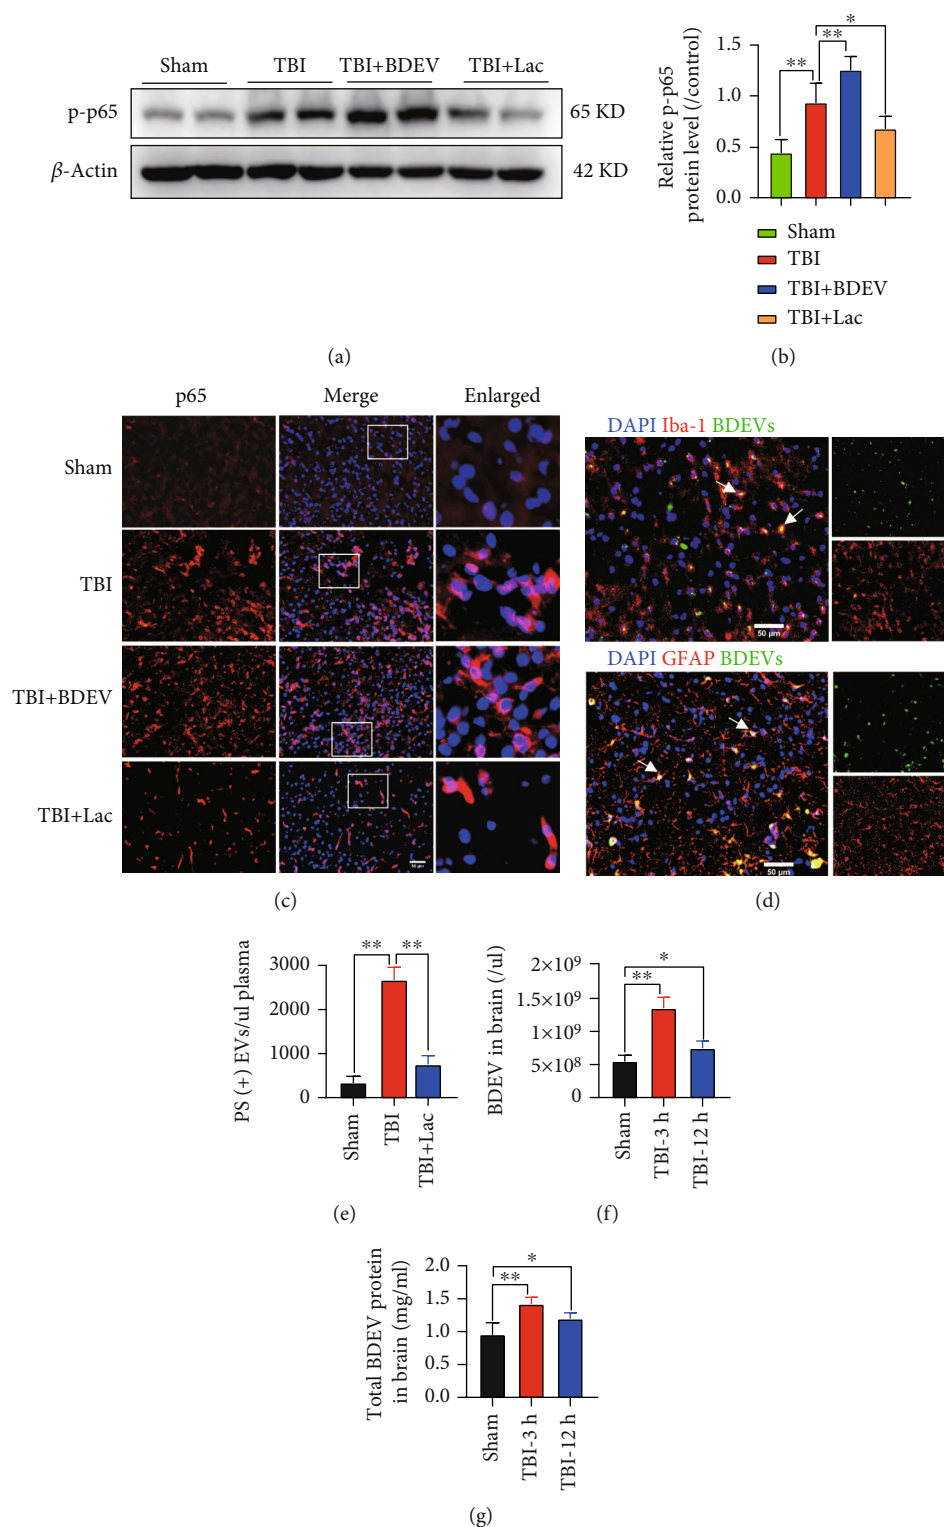 Sham TBI TBI+BDEV TBI+Lac
p-p65 65 KD
β-Actin 42 KD
(a)
Relative p-p65
protein level (/control)
1.5
1.0
0.5
0.0
** ** *
Sham
TBI
TBI+BDEV
TBI+Lac
(b)
p65 Merge Enlarged
Sham
TBI
TBI+BDEV
TBI+Lac
50 μm
(c)
DAPI Iba-1 BDEVs
50 μm
DAPI GFAP BDEVs
50 μm
(d)
PS (+) EVs/ul plasma
3000
2000
1000
0
** **
Sham
TBI
TBI+Lac
(e)
BDEV in brain (/ul)
2×10⁹
1.5×10⁹
1×10⁹
5×10⁸
0
** *
Sham
TBI-3 h
TBI-12 h
(f)
Total BDEV protein
in brain (mg/ml)
2.0
1.5
1.0
0.5
0.0
** *
Sham
TBI-3 h
TBI-12 h
(g)